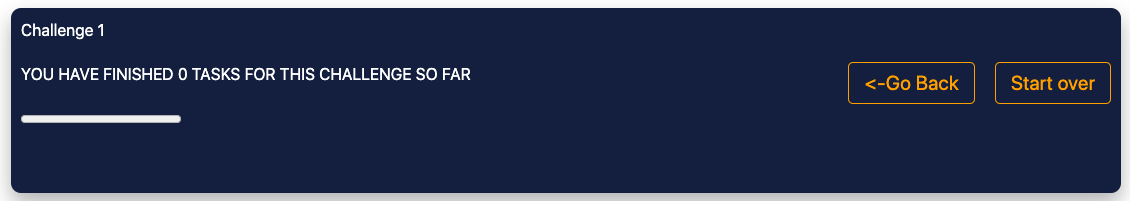 Challenge 1
YOU HAVE FINISHED 0 TASKS FOR THIS CHALLENGE SO FAR
<-Go Back
Start over